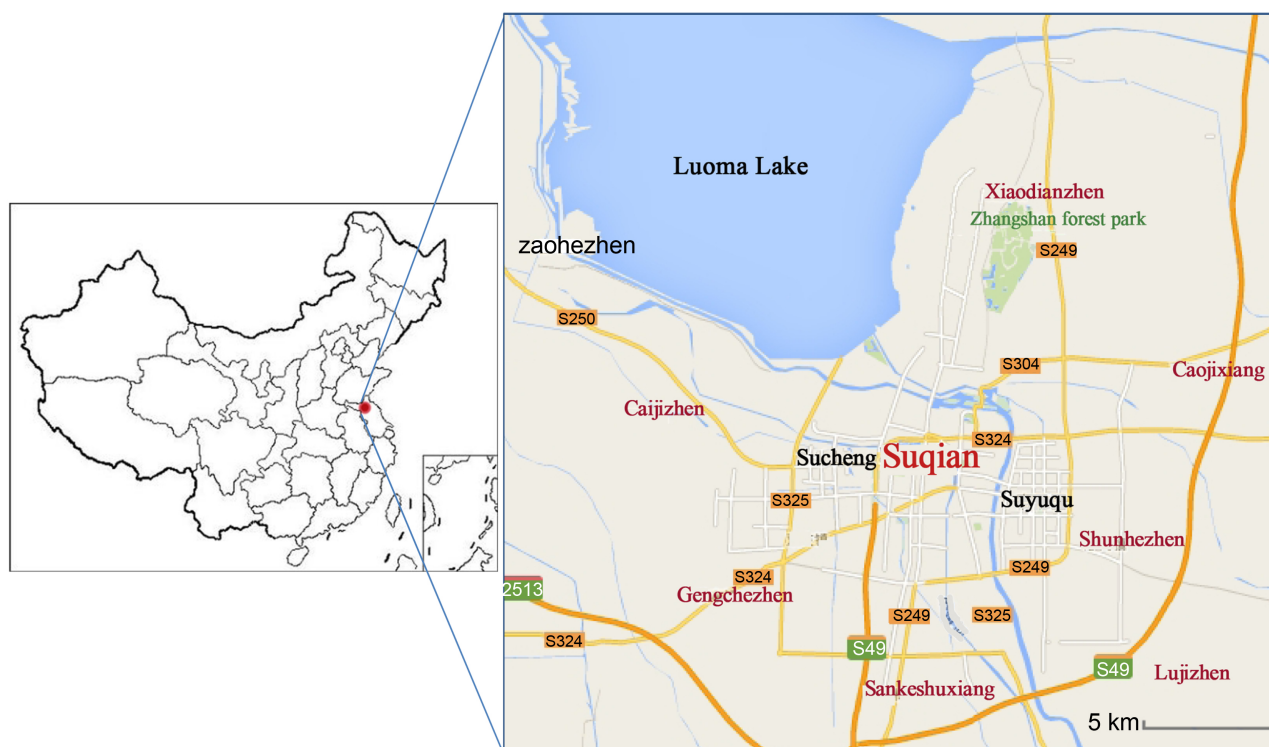 Luoma Lake
Xiaodianzhen
Zhangshan forest park
zaohezhen
S249
S250
S304
Caojixiang
Caijizhen
S324
Sucheng
Suqian
S325
Suyuqu
Shunhezhen
S249
S324
2513
Gengchezhen
S249
S325
S324
S49
S49
Lujizhen
Sankeshuxiang
5 km